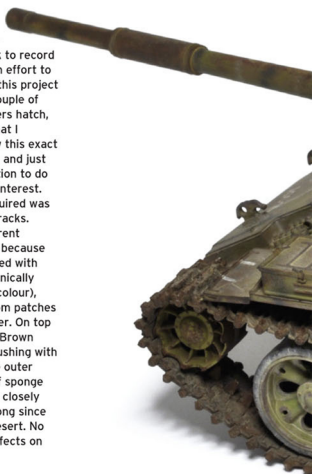 to record
effort to
this project
ouple of
ers hatch,
at I
this exact
and just
tion to do
nterest.
uired was
racks.
rent
because
ed with
nically
colour),
om patches
er. On top
Brown
ushing with
outer
sponge
closely
ong since
esert. No
fects on